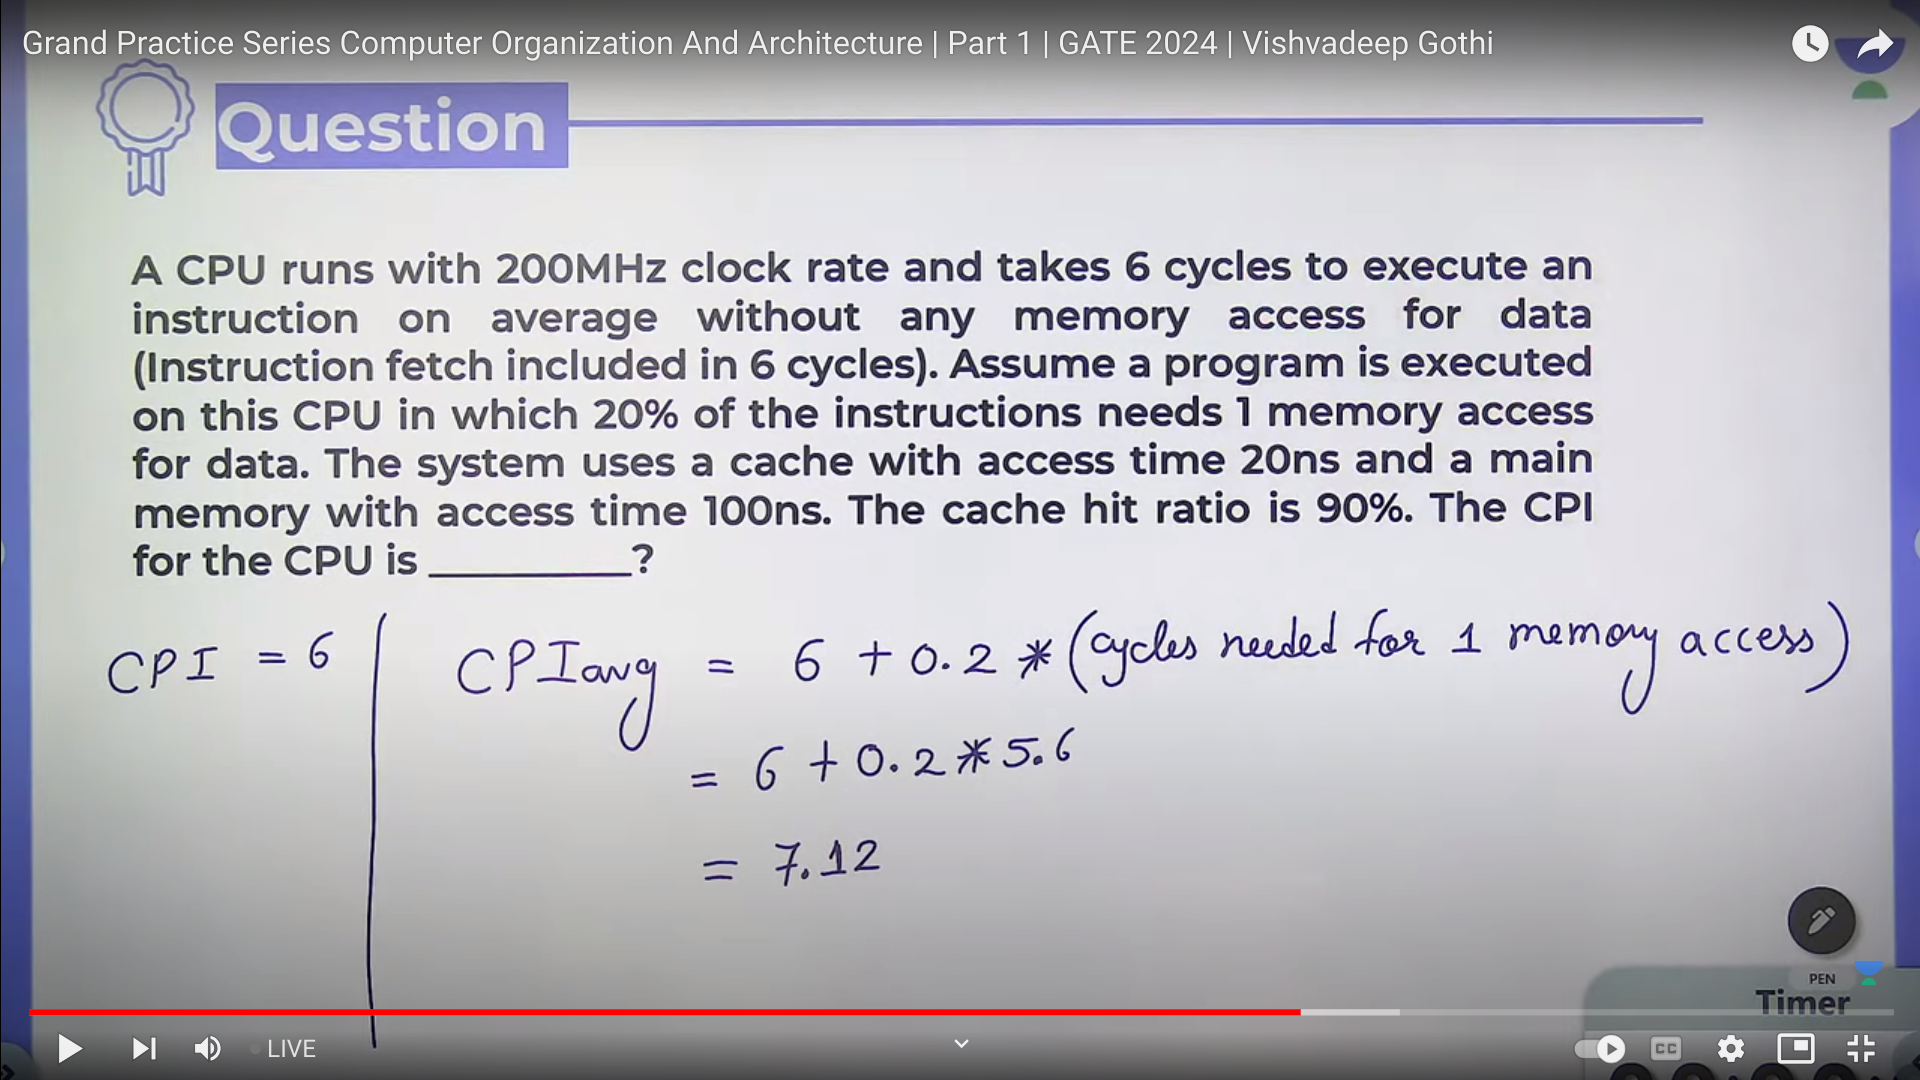 Grand Practice Series Computer Organization And Architecture | Part 1 | GATE 2024 | Vishvadeep Gothi
Question
A CPU runs with 200MHz clock rate and takes 6 cycles to execute an
instruction on average without any memory access for data
(Instruction fetch included in 6 cycles). Assume a program is executed
on this CPU in which 20% of the instructions needs 1 memory access
for data. The system uses a cache with access time 20ns and a main
memory with access time 100ns. The cache hit ratio is 90%. The CPI
for the CPU is __________?
CPI = 6
CPIavg = 6 + 0.2 * (cycles needed for 1 memory access)
= 6 + 0.2 * 5.6
= 7.12
PEN
Timer
LIVE
CC